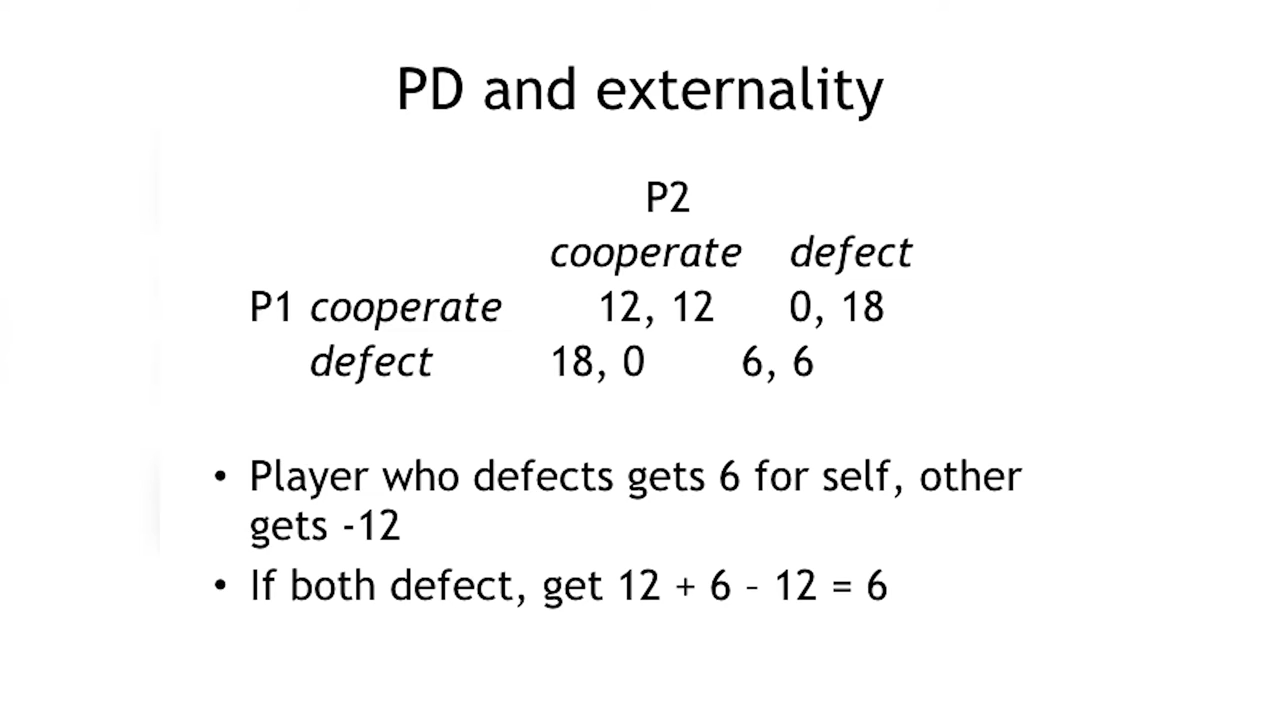 PD and externality
P2
cooperate defect
P1 cooperate 12, 12 0, 18
defect 18, 0 6, 6
• Player who defects gets 6 for self, other
gets -12
• If both defect, get 12 + 6 – 12 = 6